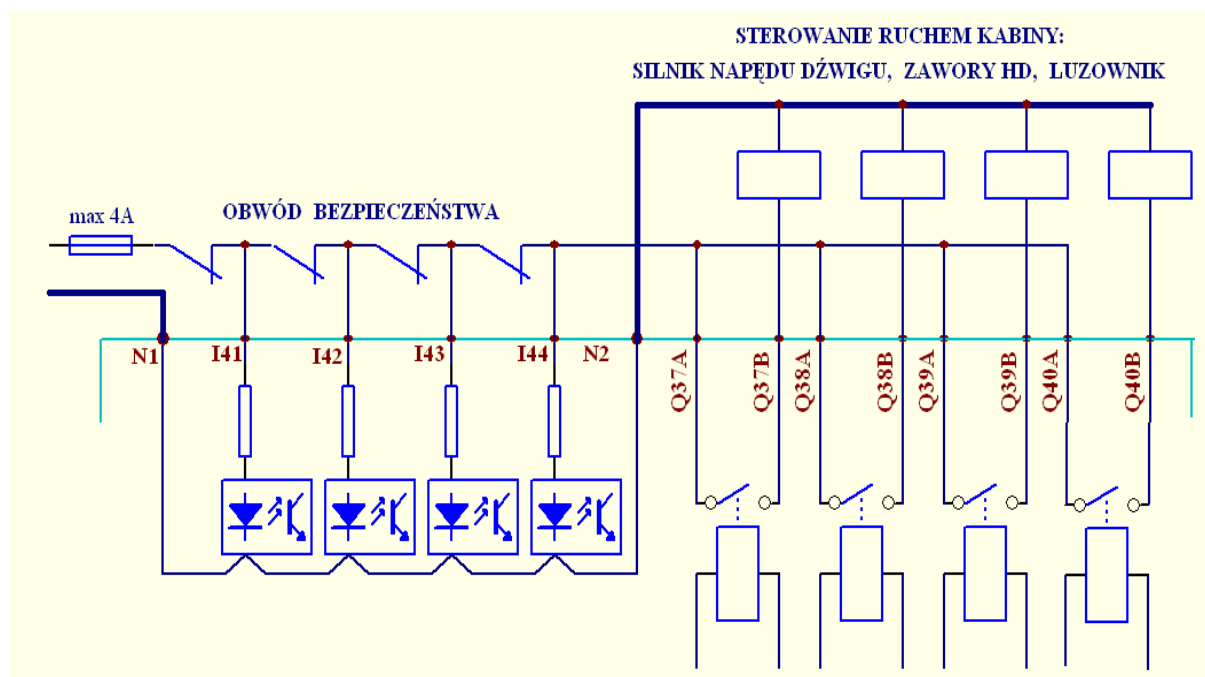 STEROWANIE RUCHEM KABINY:
SILNIK NAPĘDU DŹWIGU, ZAWORY HD, LUZOWNIK
max 4A
OBWÓD BEZPIECZEŃSTWA
N1 I41 I42 I43 I44 N2
Q37A Q37B Q38A Q38B Q39A Q39B Q40A Q40B